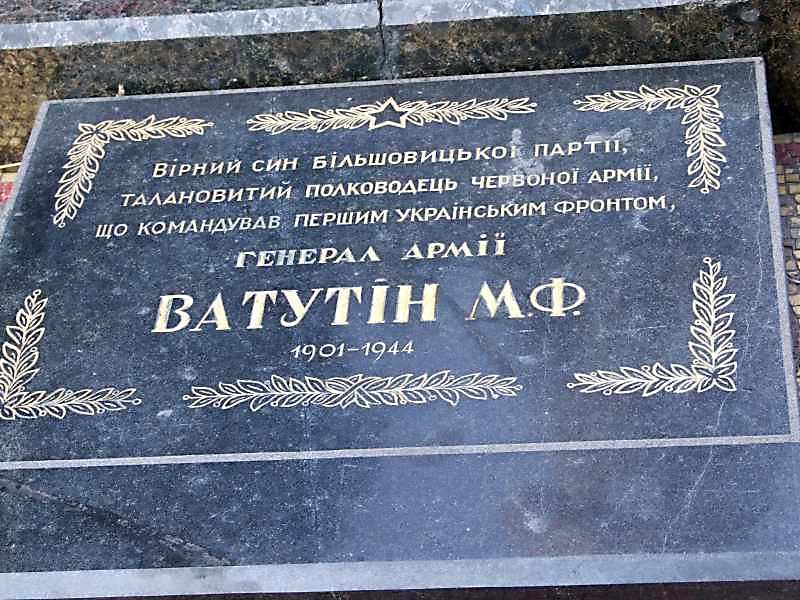 Вірний син більшовицької партії,
талановитий полководець Червоної Армії,
що командував Першим Українським фронтом,
генерал армії
ВАТУТІН М.Ф.
1901-1944